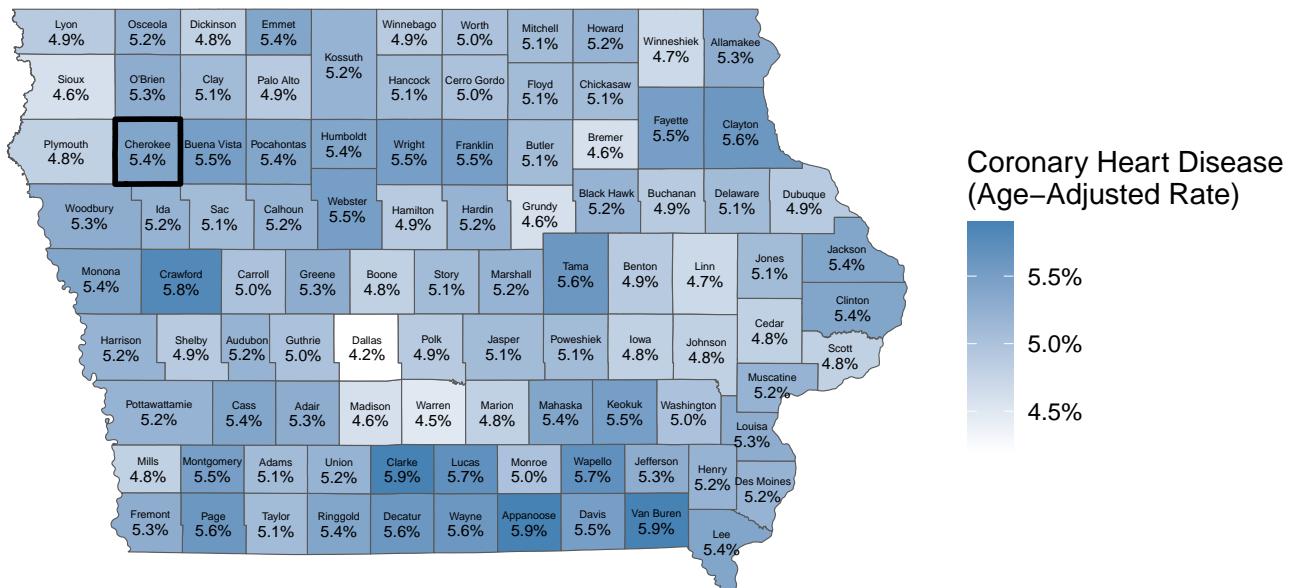 Lyon
4.9%
Osceola
5.2%
Dickinson
4.8%
Emmet
5.4%
Kossuth
5.2%
Winnebago
4.9%
Worth
5.0%
Mitchell
5.1%
Howard
5.2%
Winneshiek
4.7%
Allamakee
5.3%
Sioux
4.6%
O'Brien
5.3%
Clay
5.1%
Palo Alto
4.9%
Hancock
5.1%
Cerro Gordo
5.0%
Floyd
5.1%
Chickasaw
5.1%
Plymouth
4.8%
Cherokee
5.4%
Buena Vista
5.5%
Pocahontas
5.4%
Humboldt
5.4%
Wright
5.5%
Franklin
5.5%
Butler
5.1%
Bremer
4.6%
Fayette
5.5%
Clayton
5.6%
Woodbury
5.3%
Ida
5.2%
Sac
5.1%
Calhoun
5.2%
Webster
5.5%
Hamilton
4.9%
Hardin
5.2%
Grundy
4.6%
Black Hawk
5.2%
Buchanan
4.9%
Delaware
5.1%
Dubuque
4.9%
Monona
5.4%
Crawford
5.8%
Carroll
5.0%
Greene
5.3%
Boone
4.8%
Story
5.1%
Marshall
5.2%
Tama
5.6%
Benton
4.9%
Linn
4.7%
Jones
5.1%
Jackson
5.4%
Clinton
5.4%
Harrison
5.2%
Shelby
4.9%
Audubon
5.2%
Guthrie
5.0%
Dallas
4.2%
Polk
4.9%
Jasper
5.1%
Poweshiek
5.1%
Iowa
4.8%
Johnson
4.8%
Cedar
4.8%
Scott
4.8%
Muscatine
5.2%
Pottawattamie
5.2%
Cass
5.4%
Adair
5.3%
Madison
4.6%
Warren
4.5%
Marion
4.8%
Mahaska
5.4%
Keokuk
5.5%
Washington
5.0%
Louisa
5.3%
Mills
4.8%
Montgomery
5.5%
Adams
5.1%
Union
5.2%
Clarke
5.9%
Lucas
5.7%
Monroe
5.0%
Wapello
5.7%
Jefferson
5.3%
Henry
5.2%
Des Moines
5.2%
Fremont
5.3%
Page
5.6%
Taylor
5.1%
Ringgold
5.4%
Decatur
5.6%
Wayne
5.6%
Appanoose
5.9%
Davis
5.5%
Van Buren
5.9%
Lee
5.4%
Coronary Heart Disease
(Age−Adjusted Rate)
5.5%
5.0%
4.5%